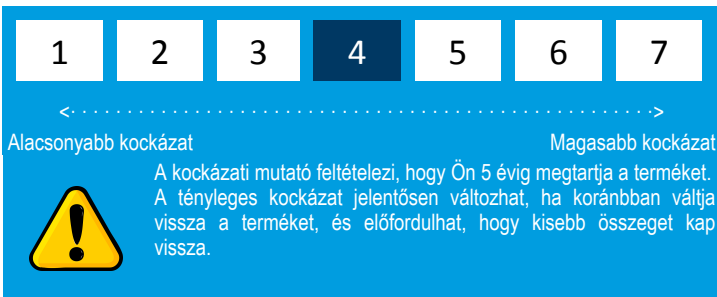 1 2 3 4 5 6 7
Alacsonyabb kockázat Magasabb kockázat
A kockázati mutató feltételezi, hogy Ön 5 évig megtartja a terméket.
A tényleges kockázat jelentősen változhat, ha koránbban váltja
vissza a terméket, és előfordulhat, hogy kisebb összeget kap
vissza.